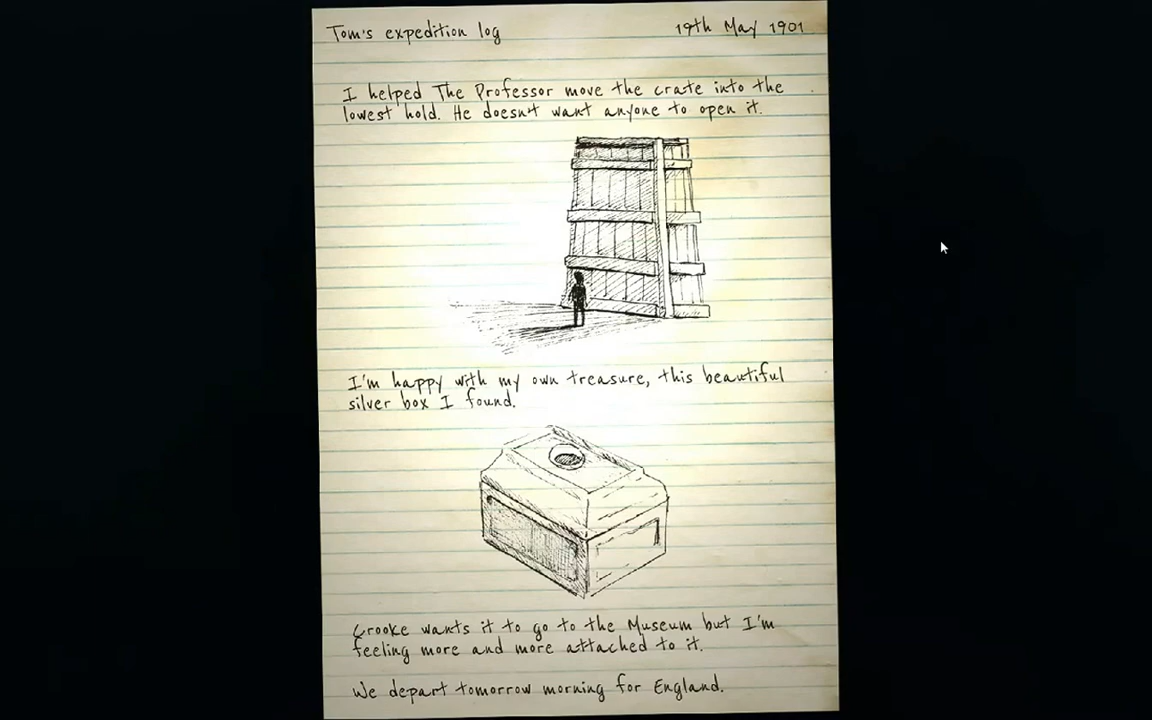 Tom's expedition log
19th May 1901
I helped The Professor move the crate into the
lowest hold. He doesn't want anyone to open it.
I'm happy with my own treasure, this beautiful
silver box I found.
Crooke wants it to go to the Museum but I'm
feeling more and more attached to it.
We depart tomorrow morning for England.